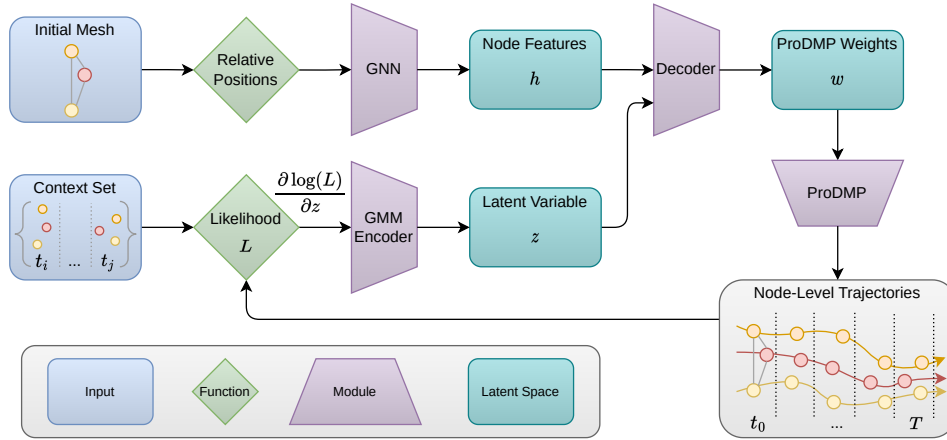 Initial Mesh
Relative
Positions
GNN
Node Features
h
Decoder
ProDMP Weights
w
Context Set
t_i ... t_j
Likelihood
L
∂ log(L)
∂z
GMM
Encoder
Latent Variable
z
ProDMP
Node-Level Trajectories
t_0 ... T
Input
Function
Module
Latent Space